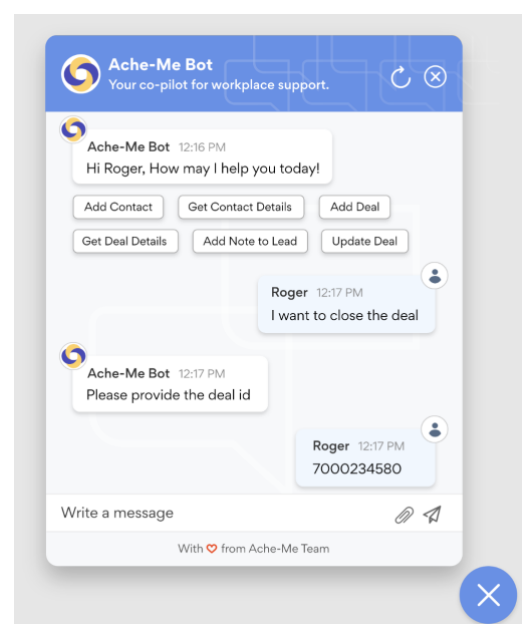 Ache-Me Bot
Your co-pilot for workplace support.
Ache-Me Bot 12:16 PM
Hi Roger, How may I help you today!
Add Contact
Get Contact Details
Add Deal
Get Deal Details
Add Note to Lead
Update Deal
Roger 12:17 PM
I want to close the deal
Ache-Me Bot 12:17 PM
Please provide the deal id
Roger 12:17 PM
7000234580
Write a message
With ❤ from Ache-Me Team